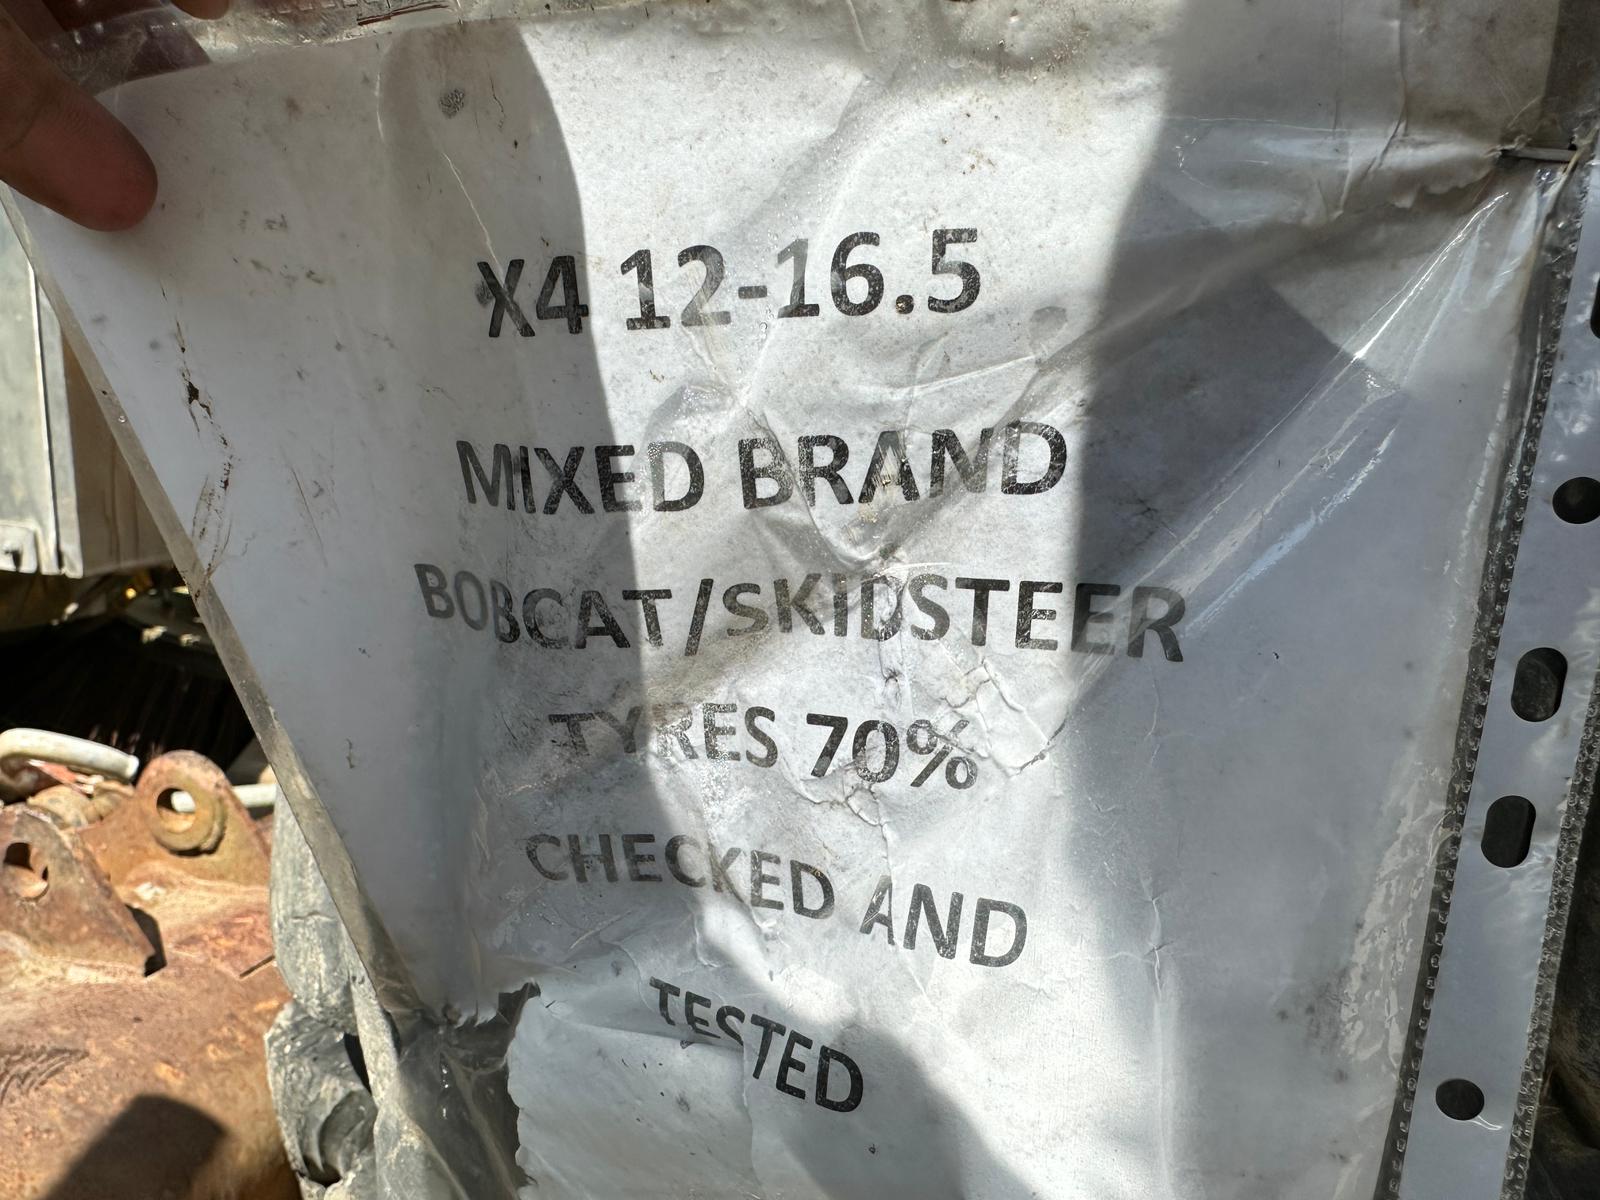 X4 12-16.5
MIXED BRAND
BOBCAT/SKIDSTEER
TYRES 70%
CHECKED AND
TESTED